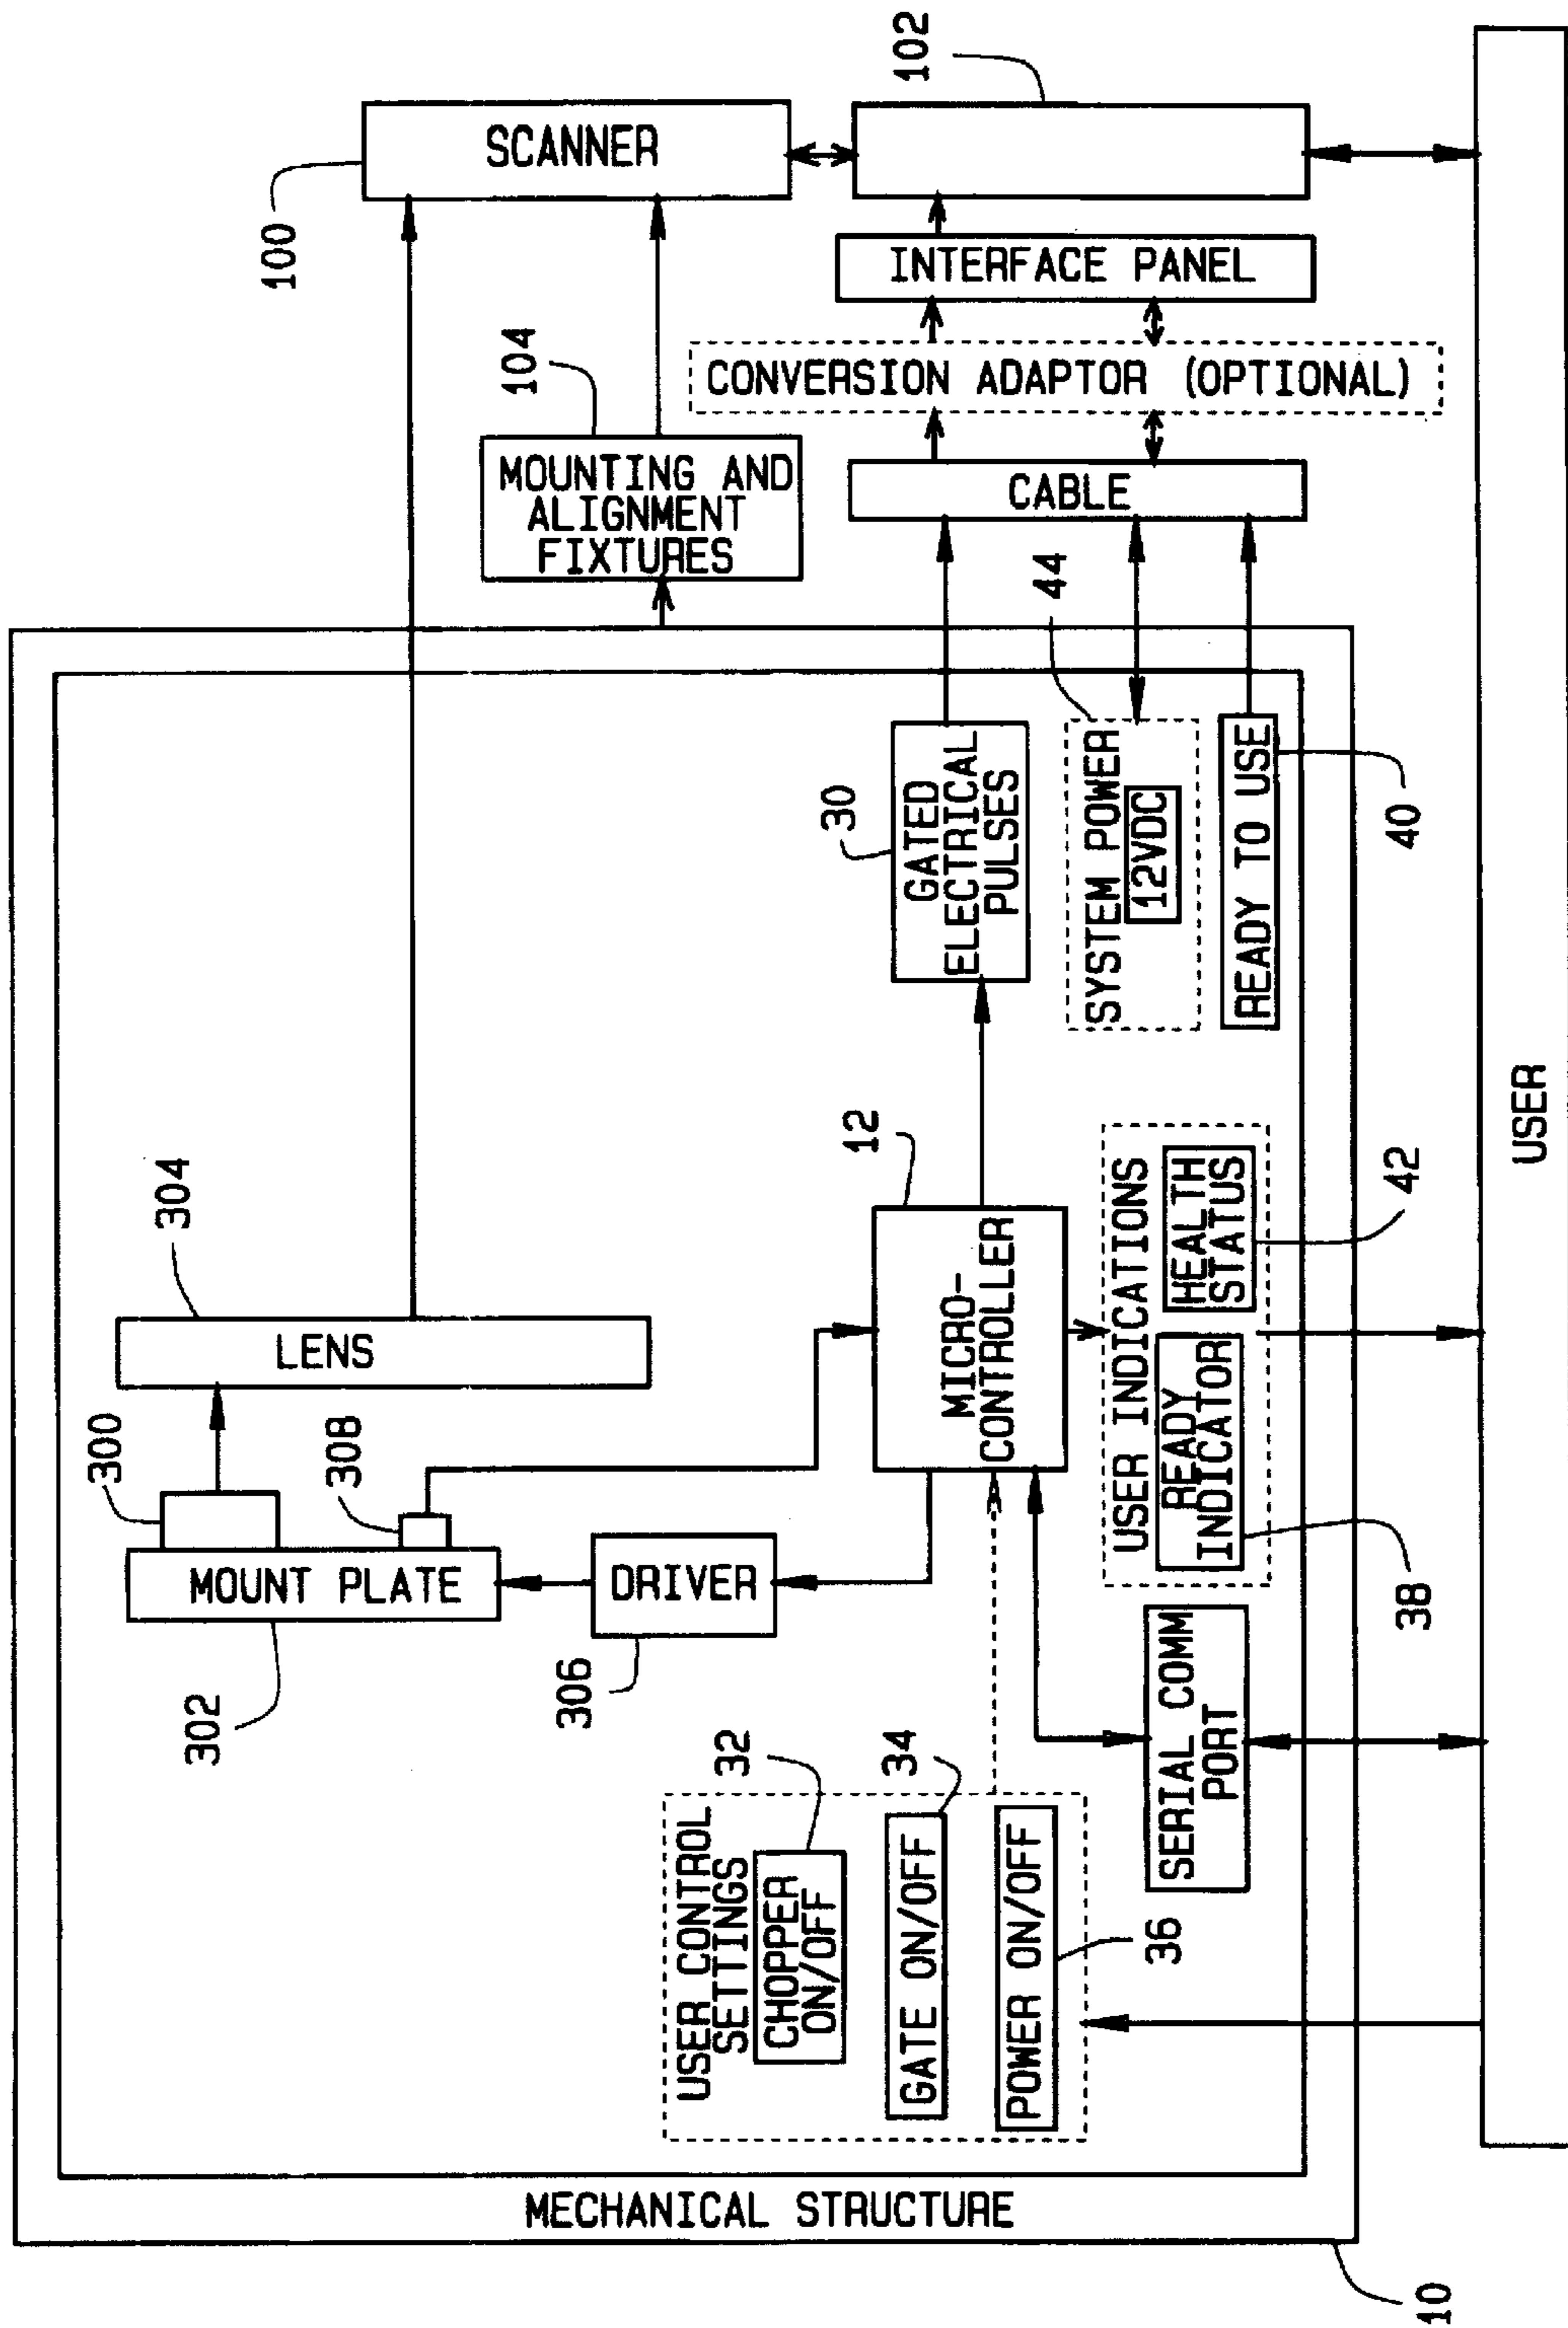 MECHANICAL STRUCTURE
10
302
MOUNT PLATE
300
308
304
LENS
306
DRIVER
USER CONTROL
SETTINGS
32
CHOPPER
ON/OFF
34
GATE ON/OFF
POWER ON/OFF
36
12
MICRO-
CONTROLLER
SERIAL COMM
PORT
USER INDICATIONS
READY
INDICATOR
38
HEALTH
STATUS
42
30
GATED
ELECTRICAL
PULSES
44
SYSTEM POWER
12VDC
READY TO USE
40
104
MOUNTING AND
ALIGNMENT
FIXTURES
CABLE
CONVERSION ADAPTOR (OPTIONAL)
INTERFACE PANEL
100
SCANNER
102
USER